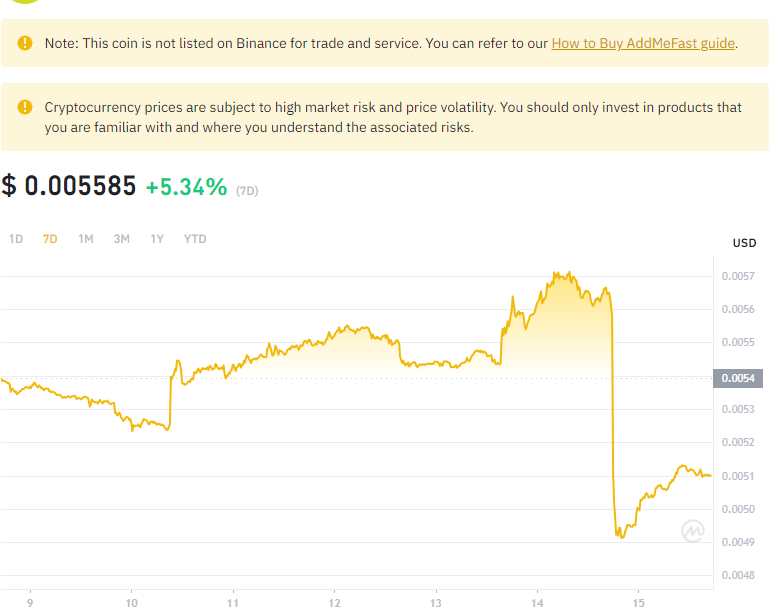 Note: This coin is not listed on Binance for trade and service. You can refer to our How to Buy AddMeFast guide.
Cryptocurrency prices are subject to high market risk and price volatility. You should only invest in products that
you are familiar with and where you understand the associated risks.
$ 0.005585 +5.34% (7D)
1D 7D 1M 3M 1Y YTD
USD
0.0057
0.0056
0.0055
0.0054
0.0053
0.0052
0.0051
0.0050
0.0049
0.0048
9 10 11 12 13 14 15